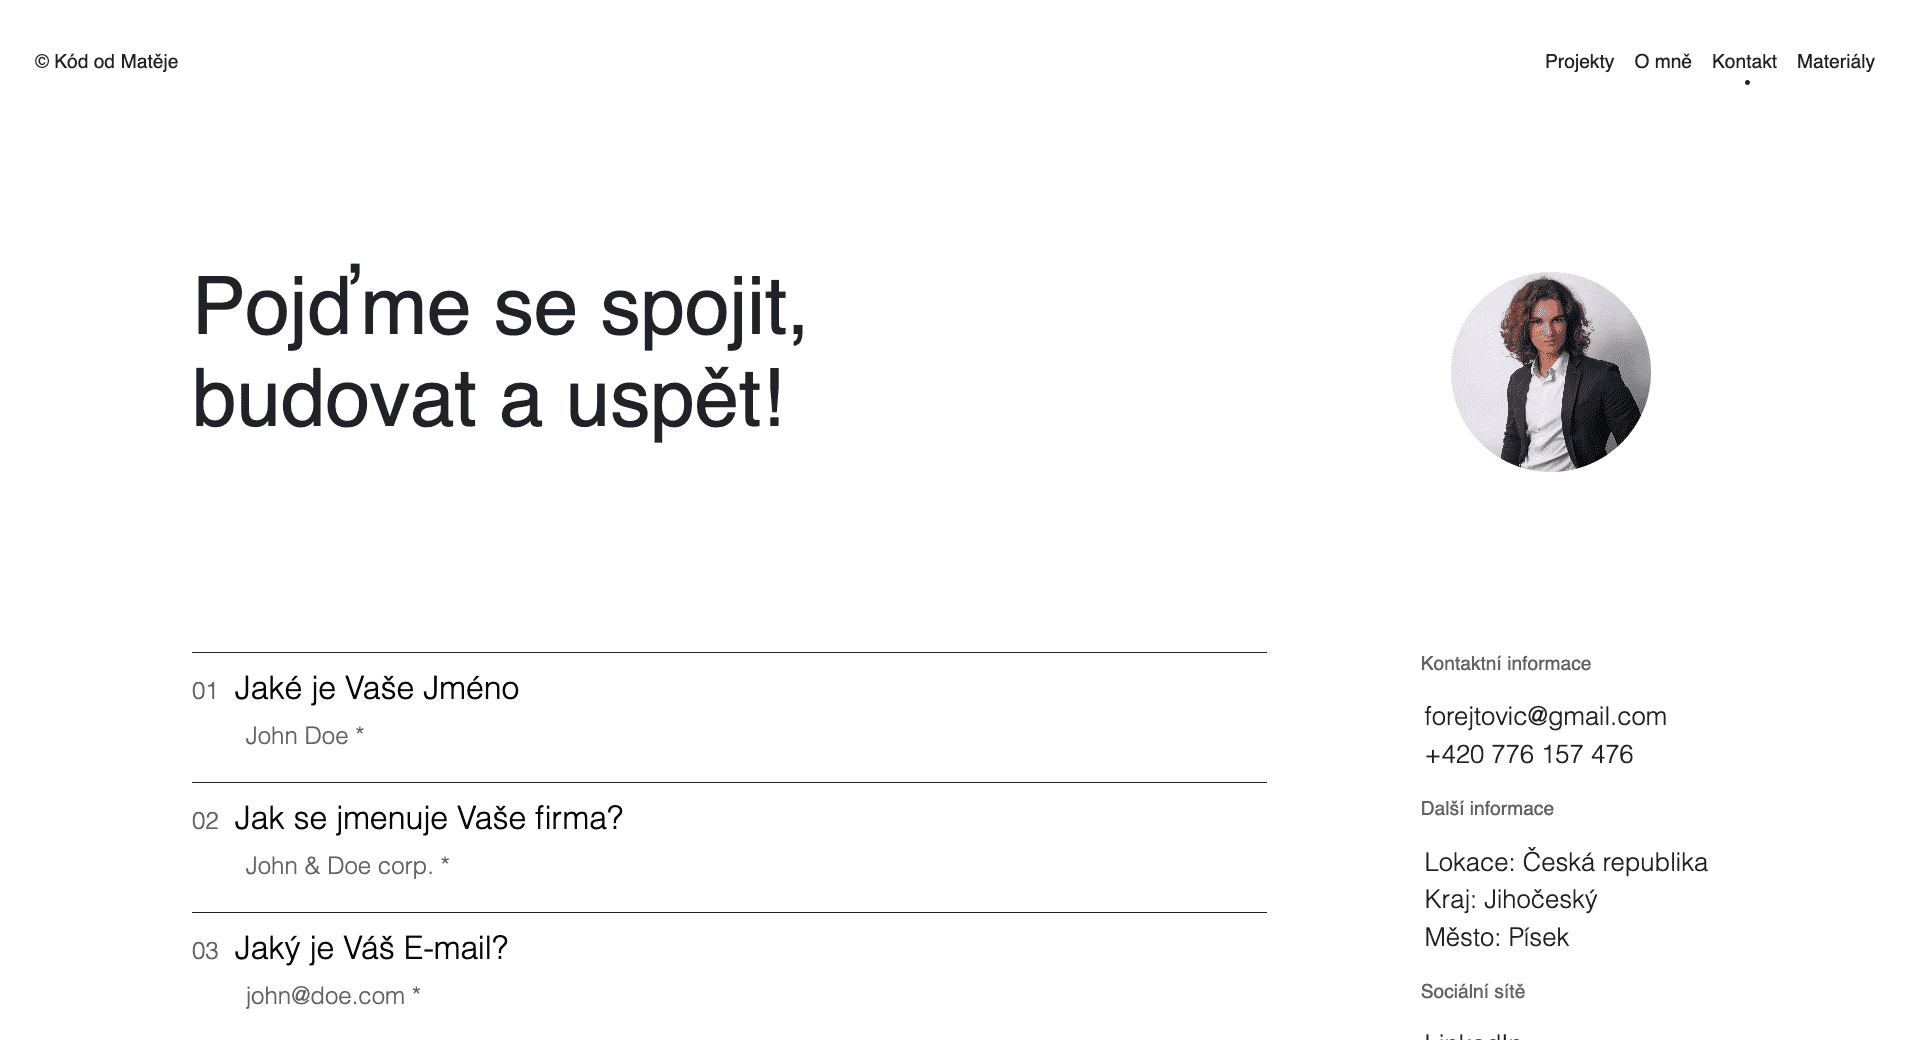 © Kód od Matěje
Projekty O mně Kontakt Materiály
Pojďme se spojit,
budovat a uspět!
01 Jaké je Vaše Jméno
John Doe *
02 Jak se jmenuje Vaše firma?
John & Doe corp. *
03 Jaký je Váš E-mail?
john@doe.com *
Kontaktní informace
forejtovic@gmail.com
+420 776 157 476
Další informace
Lokace: Česká republika
Kraj: Jihočeský
Město: Písek
Sociální sítě
LinkedIn